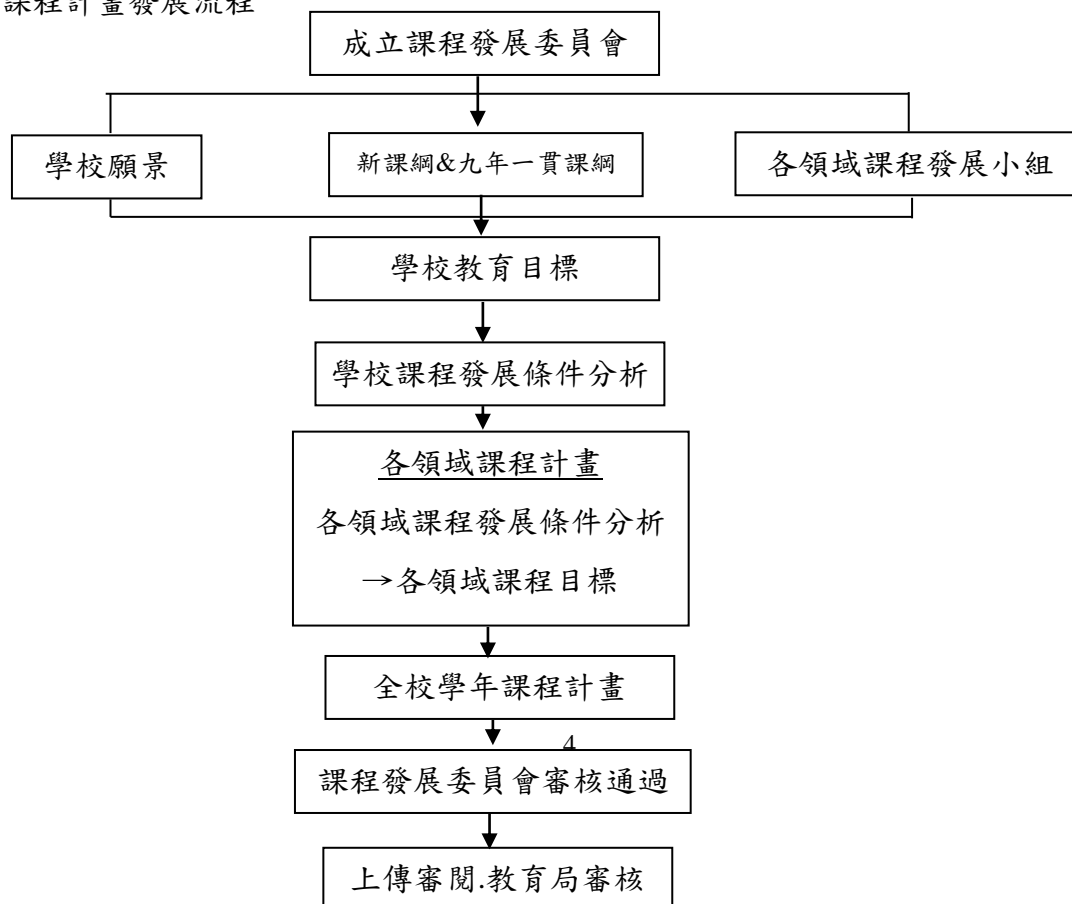 課程計畫發展流程
成立課程發展委員會
學校願景
新課綱&九年一貫課綱
各領域課程發展小組
學校教育目標
學校課程發展條件分析
各領域課程計畫
各領域課程發展條件分析
→各領域課程目標
全校學年課程計畫
4
課程發展委員會審核通過
上傳審閱.教育局審核